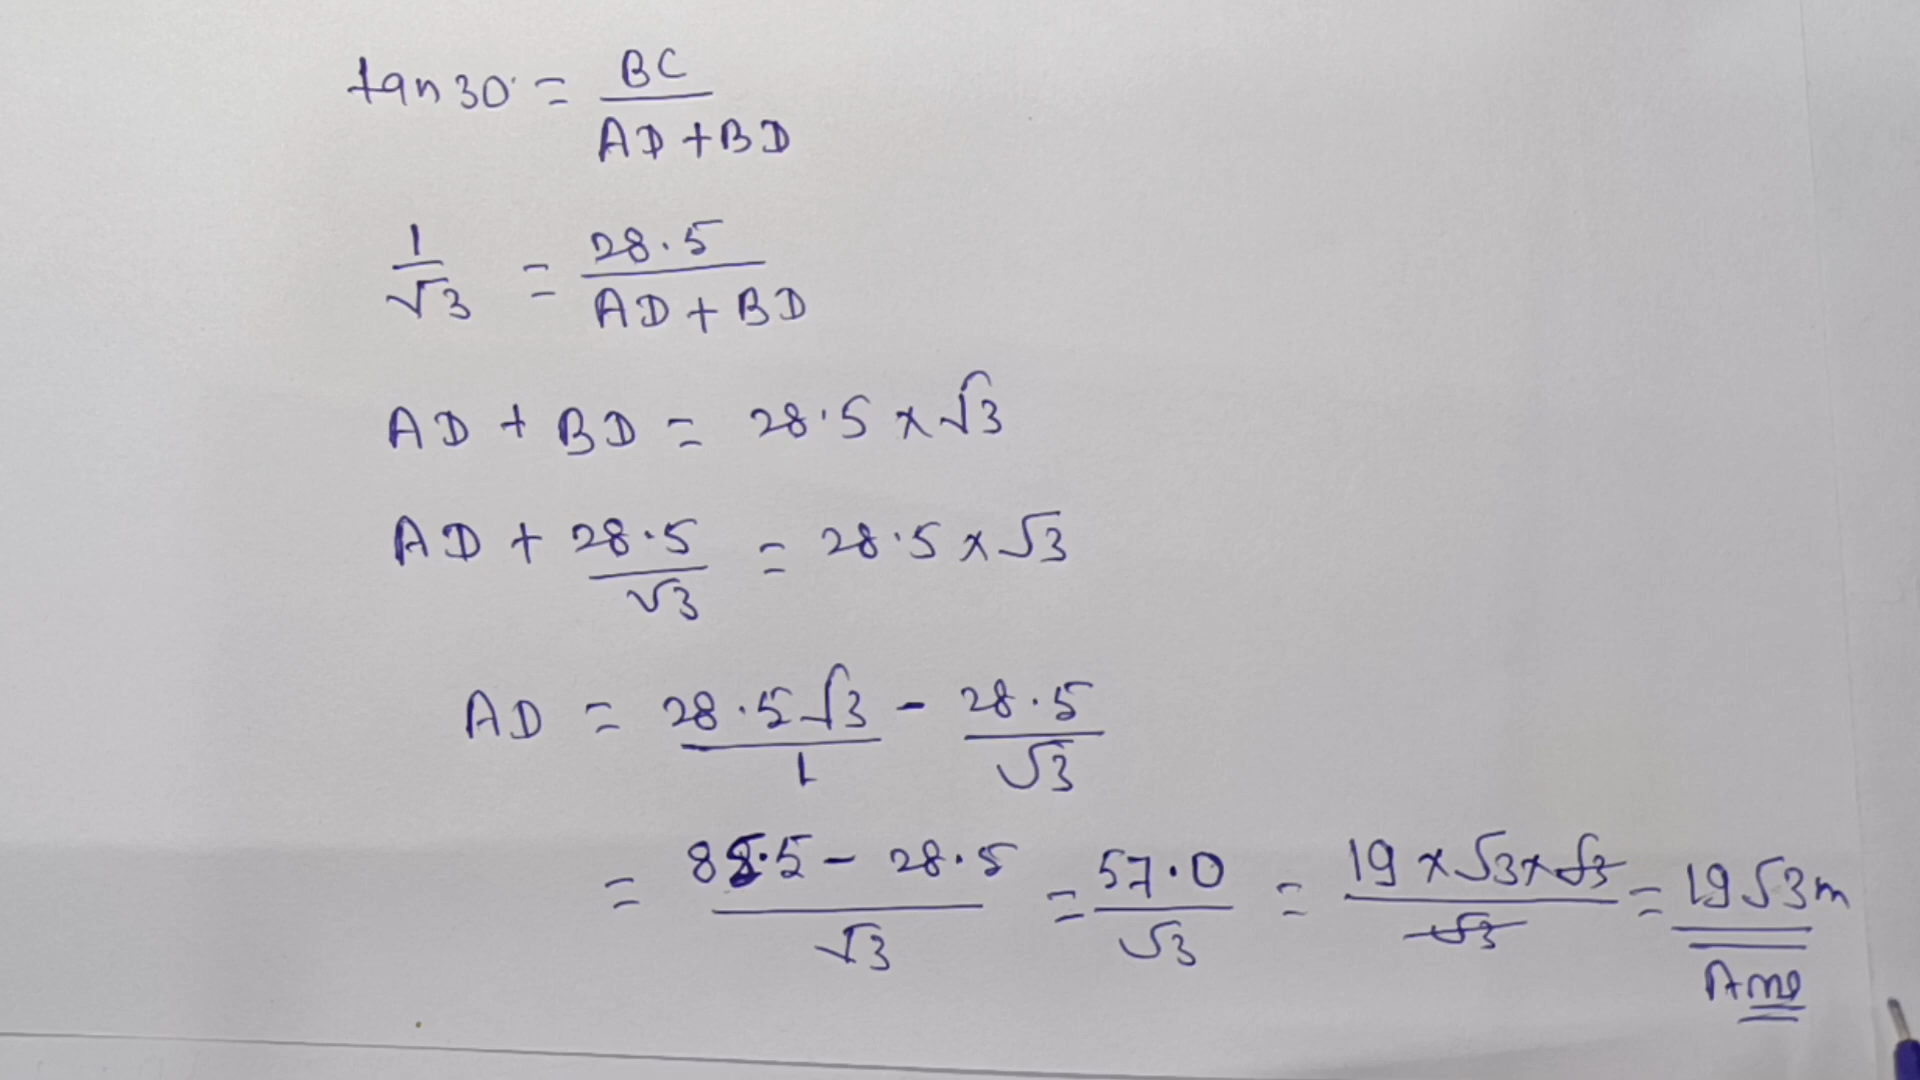 tan 30° = BC / AD + BD
1 / √3 = 28.5 / AD + BD
AD + BD = 28.5 × √3
AD + 28.5 / √3 = 28.5 × √3
AD = 28.5√3 / 1 - 28.5 / √3
= 85.5 - 28.5 / √3 = 57.0 / √3 = 19 × √3 × √3 / √3 = 19√3 m
Ans